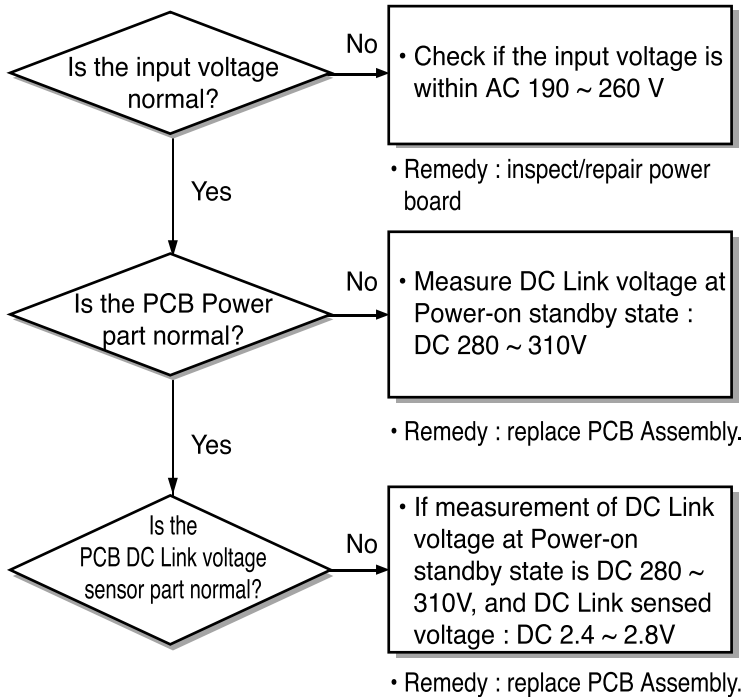 Is the input voltage
normal?
No
• Check if the input voltage is
within AC 190 ~ 260 V
• Remedy : inspect/repair power
board
Yes
Is the PCB Power
part normal?
No
• Measure DC Link voltage at
Power-on standby state :
DC 280 ~ 310V
• Remedy : replace PCB Assembly.
Yes
Is the
PCB DC Link voltage
sensor part normal?
No
• If measurement of DC Link
voltage at Power-on
standby state is DC 280 ~
310V, and DC Link sensed
voltage : DC 2.4 ~ 2.8V
• Remedy : replace PCB Assembly.